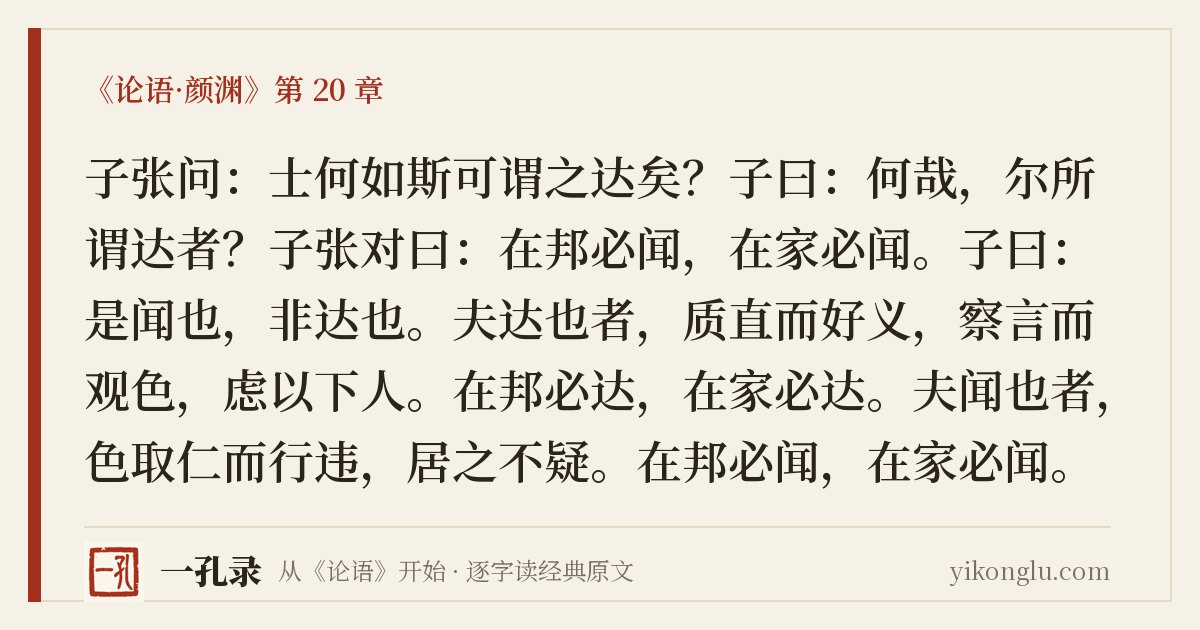 《论语·颜渊》第 20 章
子张问：士何如斯可谓之达矣？子曰：何哉，尔所
谓达者？子张对曰：在邦必闻，在家必闻。子曰：
是闻也，非达也。夫达也者，质直而好义，察言而
观色，虑以下人。在邦必达，在家必达。夫闻也者，
色取仁而行违，居之不疑。在邦必闻，在家必闻。
一孔
一孔录
从《论语》开始 · 逐字读经典原文
yikonglu.com